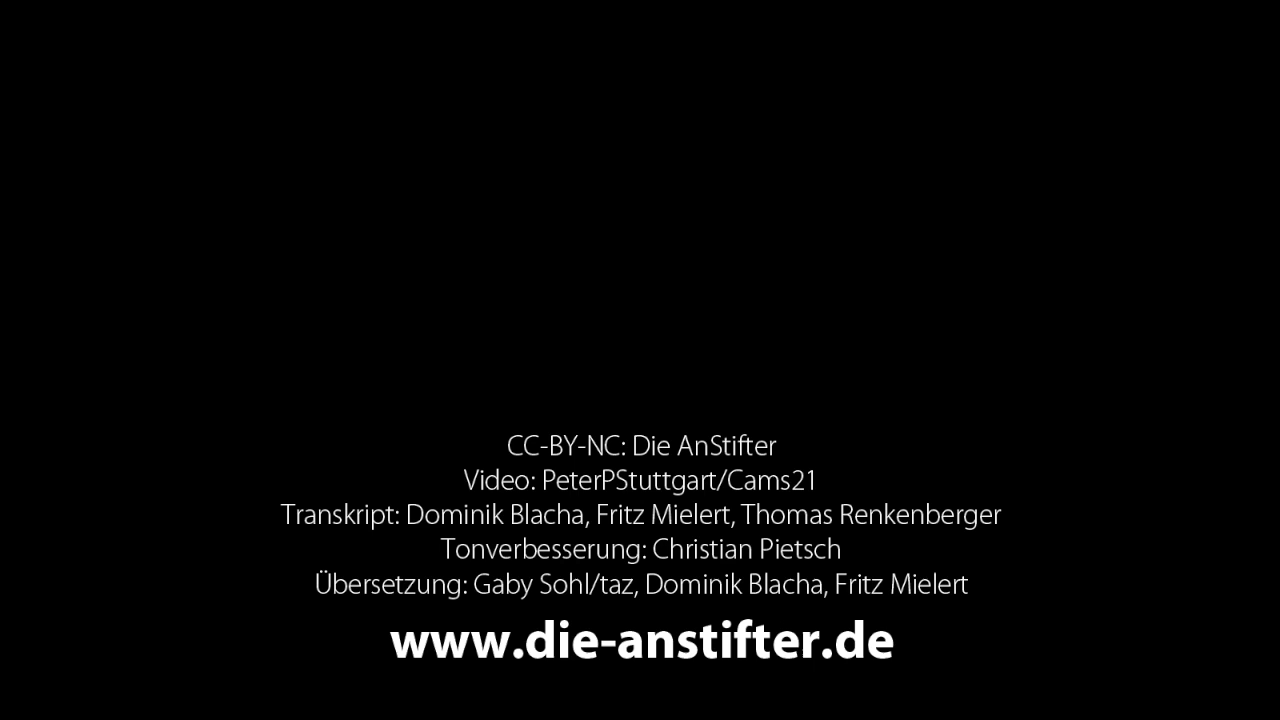 CC-BY-NC: Die AnStifter
Video: PeterPStuttgart/Cams21
Transkript: Dominik Blacha, Fritz Mielert, Thomas Renkenberger
Tonverbesserung: Christian Pietsch
Übersetzung: Gaby Sohl/taz, Dominik Blacha, Fritz Mielert
www.die-anstifter.de